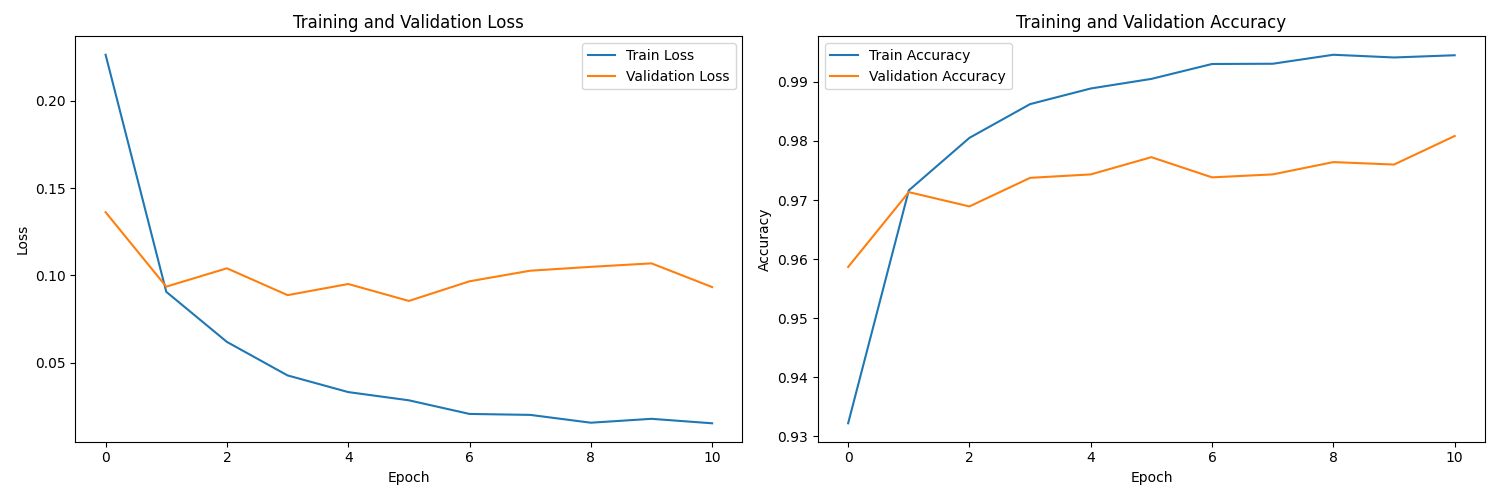 Training and Validation Loss
Train Loss
Validation Loss
0.20
0.15
0.10
0.05
Loss
0 2 4 6 8 10
Epoch
Training and Validation Accuracy
Train Accuracy
Validation Accuracy
0.99
0.98
0.97
0.96
0.95
0.94
0.93
Accuracy
0 2 4 6 8 10
Epoch